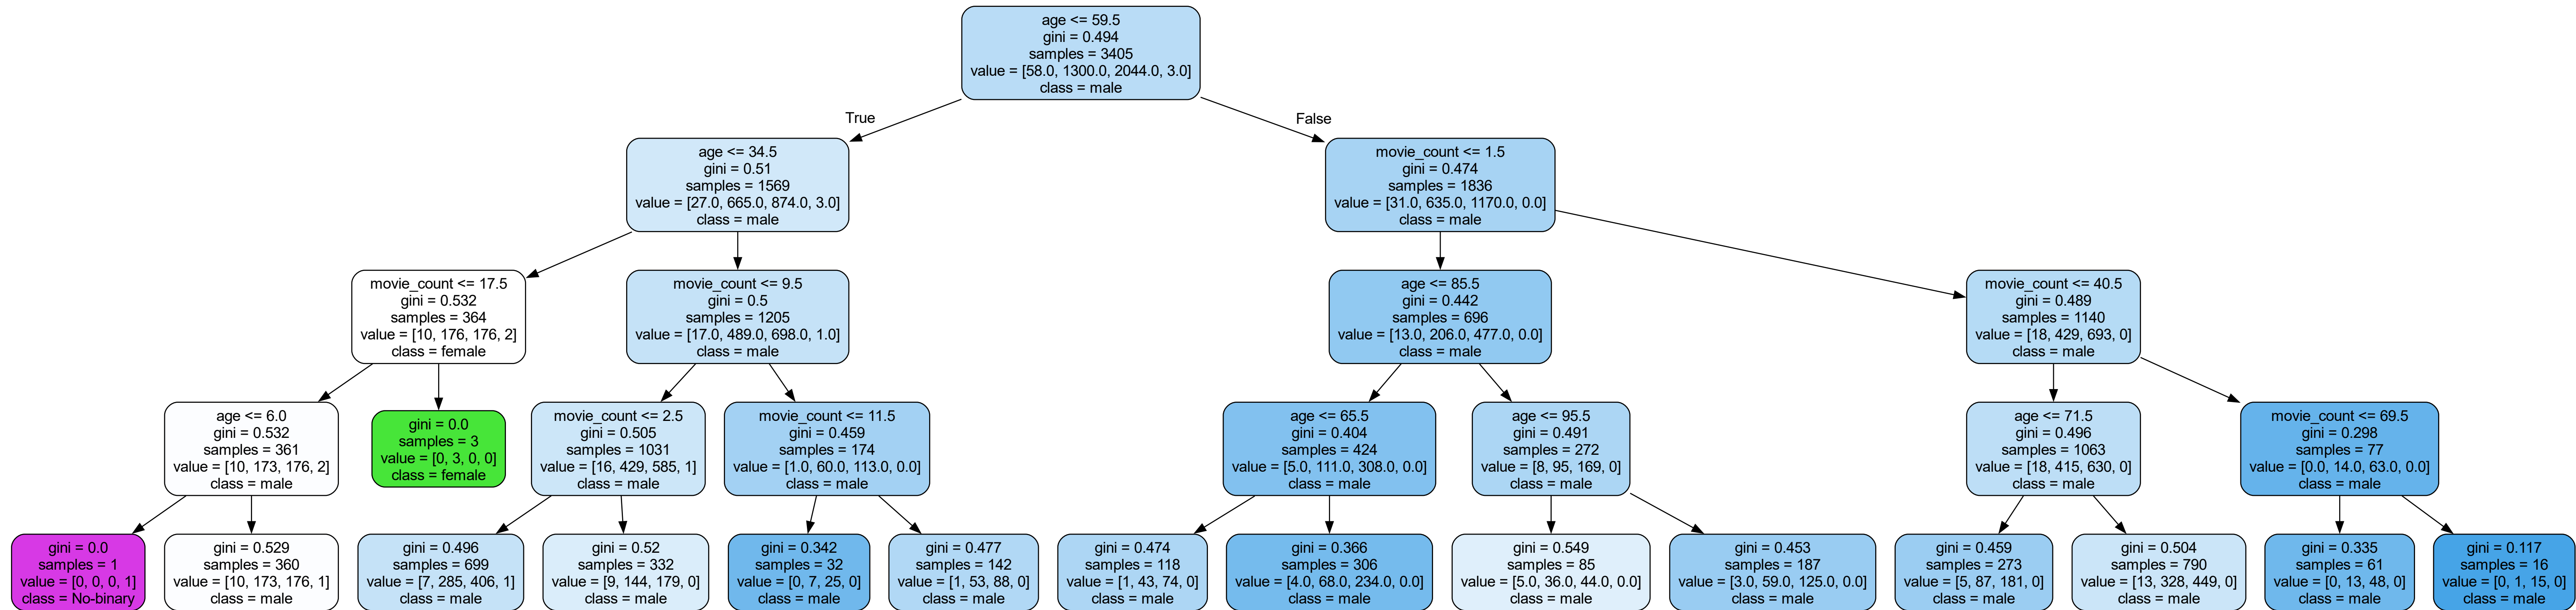 age <= 59.5
gini = 0.494
samples = 3405
value = [58.0, 1300.0, 2044.0, 3.0]
class = male
True
False
age <= 34.5
gini = 0.51
samples = 1569
value = [27.0, 665.0, 874.0, 3.0]
class = male
movie_count <= 1.5
gini = 0.474
samples = 1836
value = [31.0, 635.0, 1170.0, 0.0]
class = male
movie_count <= 17.5
gini = 0.532
samples = 364
value = [10, 176, 176, 2]
class = female
movie_count <= 9.5
gini = 0.5
samples = 1205
value = [17.0, 489.0, 698.0, 1.0]
class = male
age <= 85.5
gini = 0.442
samples = 696
value = [13.0, 206.0, 477.0, 0.0]
class = male
movie_count <= 40.5
gini = 0.489
samples = 1140
value = [18, 429, 693, 0]
class = male
age <= 6.0
gini = 0.532
samples = 361
value = [10, 173, 176, 2]
class = male
gini = 0.0
samples = 3
value = [0, 3, 0, 0]
class = female
movie_count <= 2.5
gini = 0.505
samples = 1031
value = [16, 429, 585, 1]
class = male
movie_count <= 11.5
gini = 0.459
samples = 174
value = [1.0, 60.0, 113.0, 0.0]
class = male
age <= 65.5
gini = 0.404
samples = 424
value = [5.0, 111.0, 308.0, 0.0]
class = male
age <= 95.5
gini = 0.491
samples = 272
value = [8, 95, 169, 0]
class = male
age <= 71.5
gini = 0.496
samples = 1063
value = [18, 415, 630, 0]
class = male
movie_count <= 69.5
gini = 0.298
samples = 77
value = [0.0, 14.0, 63.0, 0.0]
class = male
gini = 0.0
samples = 1
value = [0, 0, 0, 1]
class = No-binary
gini = 0.529
samples = 360
value = [10, 173, 176, 1]
class = male
gini = 0.496
samples = 699
value = [7, 285, 406, 1]
class = male
gini = 0.52
samples = 332
value = [9, 144, 179, 0]
class = male
gini = 0.342
samples = 32
value = [0, 7, 25, 0]
class = male
gini = 0.477
samples = 142
value = [1, 53, 88, 0]
class = male
gini = 0.474
samples = 118
value = [1, 43, 74, 0]
class = male
gini = 0.366
samples = 306
value = [4.0, 68.0, 234.0, 0.0]
class = male
gini = 0.549
samples = 85
value = [5.0, 36.0, 44.0, 0.0]
class = male
gini = 0.453
samples = 187
value = [3.0, 59.0, 125.0, 0.0]
class = male
gini = 0.459
samples = 273
value = [5, 87, 181, 0]
class = male
gini = 0.504
samples = 790
value = [13, 328, 449, 0]
class = male
gini = 0.335
samples = 61
value = [0, 13, 48, 0]
class = male
gini = 0.117
samples = 16
value = [0, 1, 15, 0]
class = male